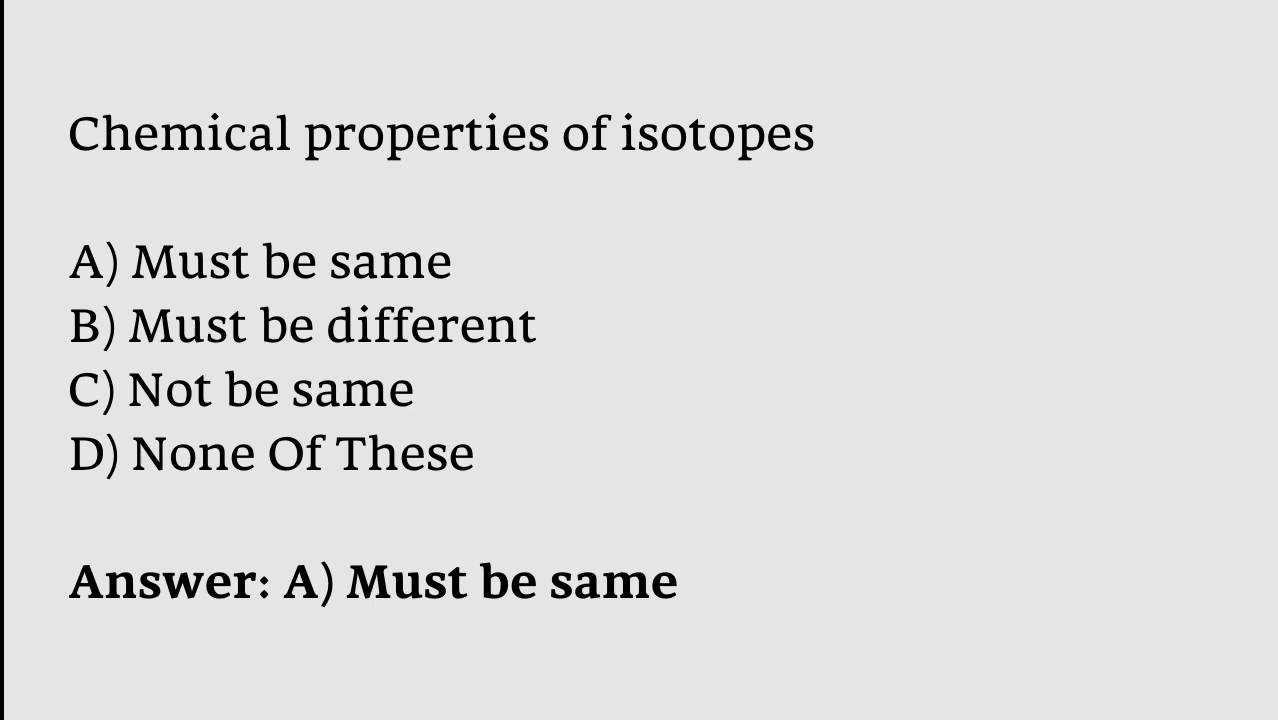 Chemical properties of isotopes
A) Must be same
B) Must be different
C) Not be same
D) None Of These
Answer: A) Must be same